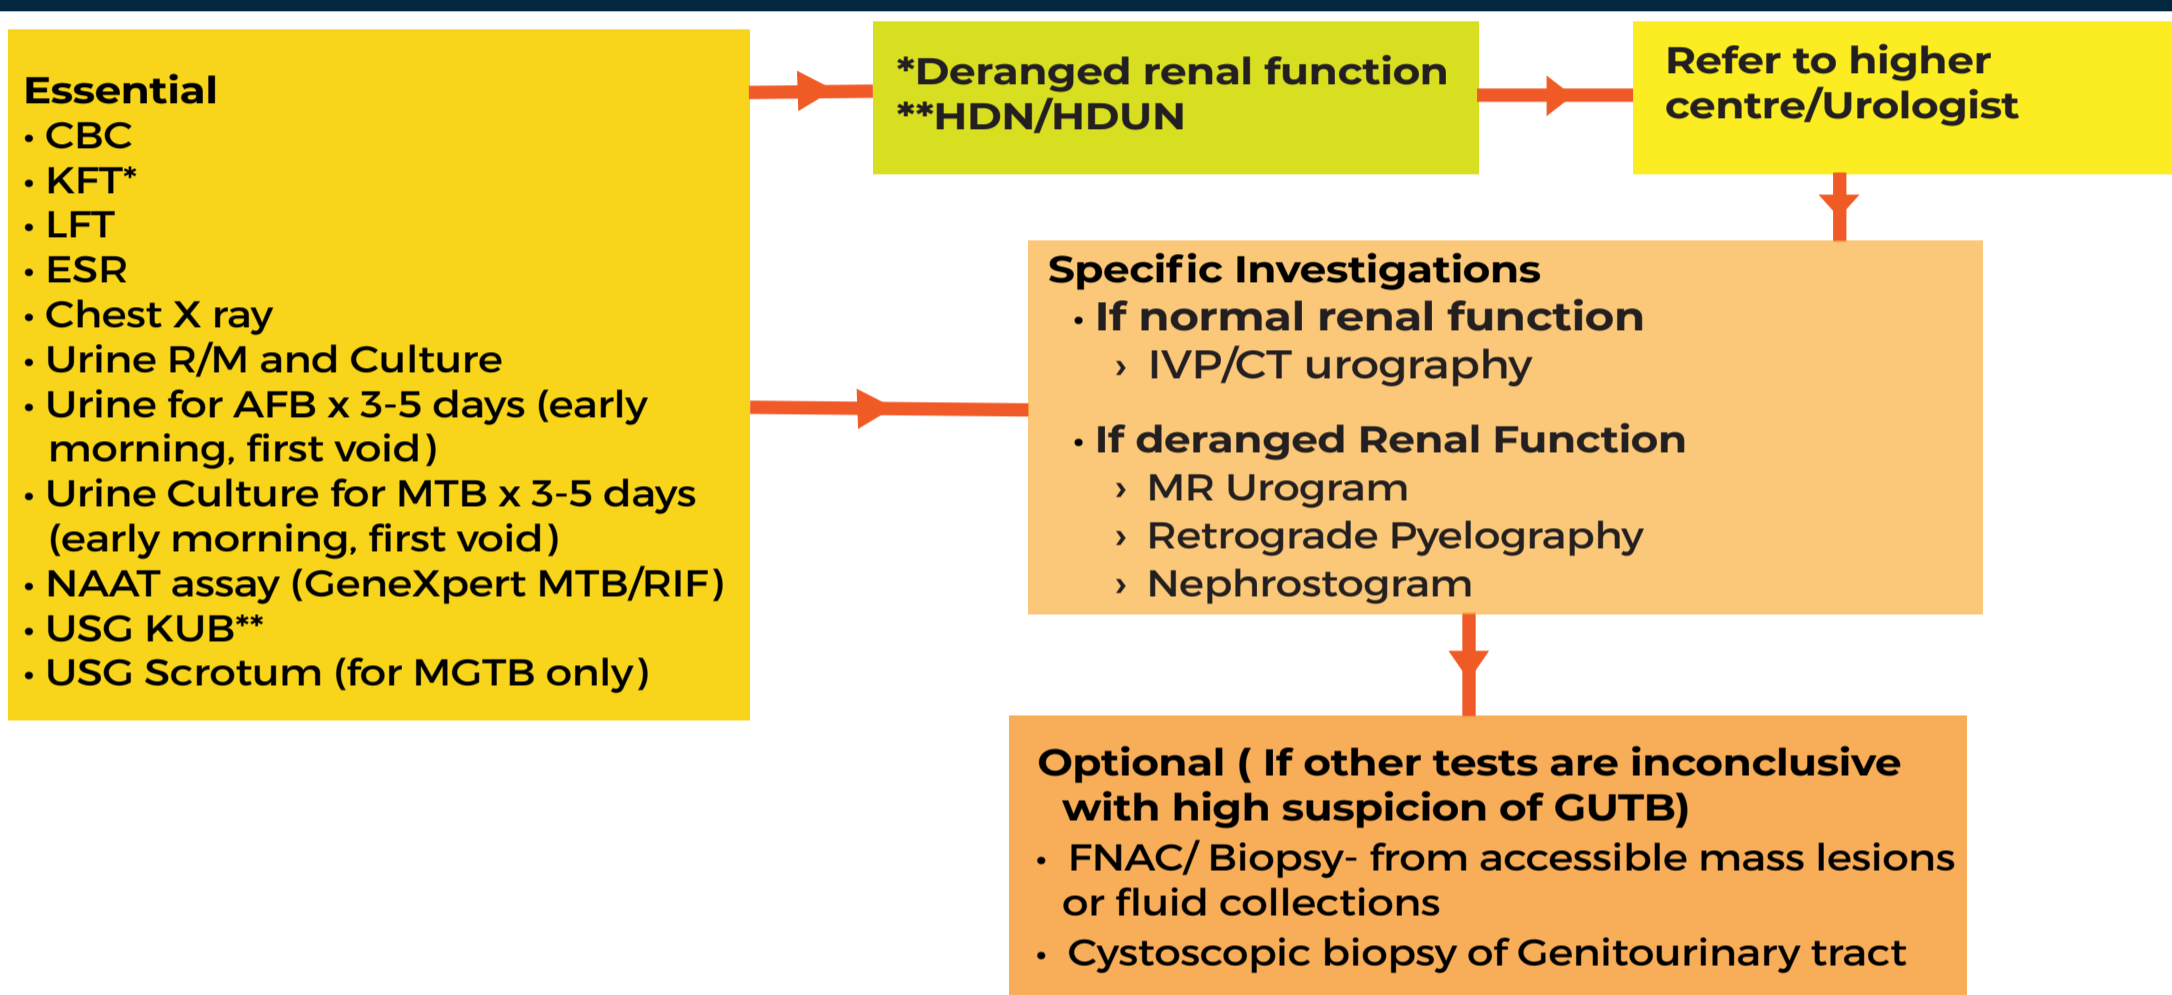 Essential
• CBC
• KFT*
• LFT
• ESR
• Chest X ray
• Urine R/M and Culture
• Urine for AFB x 3-5 days (early
morning, first void)
• Urine Culture for MTB x 3-5 days
(early morning, first void)
• NAAT assay (GeneXpert MTB/RIF)
• USG KUB**
• USG Scrotum (for MGTB only)
*Deranged renal function
**HDN/HDUN
Refer to higher
centre/Urologist
Specific Investigations
• If normal renal function
› IVP/CT urography
• If deranged Renal Function
› MR Urogram
› Retrograde Pyelography
› Nephrostogram
Optional ( If other tests are inconclusive
with high suspicion of GUTB)
• FNAC/ Biopsy- from accessible mass lesions
or fluid collections
• Cystoscopic biopsy of Genitourinary tract